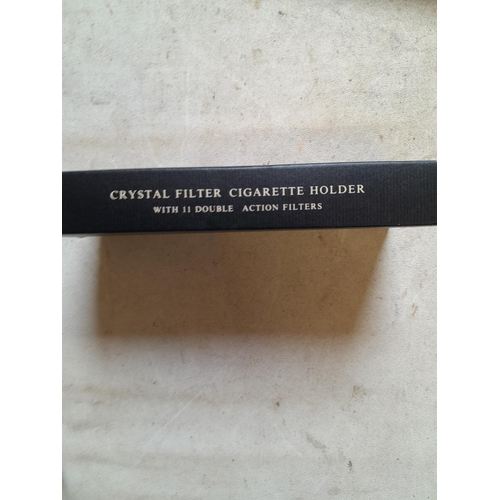 CRYSTAL FILTER CIGARETTE HOLDER
WITH 11 DOUBLE ACTION FILTERS